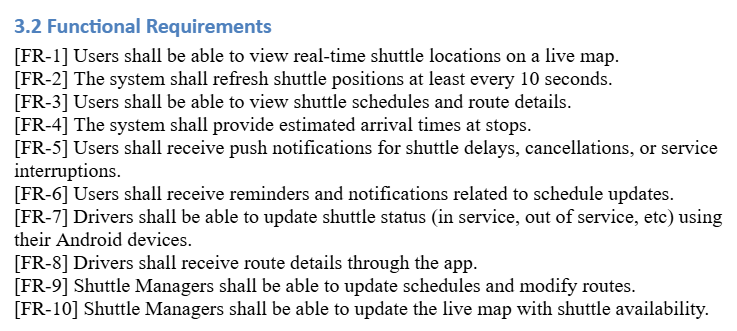 3.2 Functional Requirements
[FR-1] Users shall be able to view real-time shuttle locations on a live map.
[FR-2] The system shall refresh shuttle positions at least every 10 seconds.
[FR-3] Users shall be able to view shuttle schedules and route details.
[FR-4] The system shall provide estimated arrival times at stops.
[FR-5] Users shall receive push notifications for shuttle delays, cancellations, or service
interruptions.
[FR-6] Users shall receive reminders and notifications related to schedule updates.
[FR-7] Drivers shall be able to update shuttle status (in service, out of service, etc) using
their Android devices.
[FR-8] Drivers shall receive route details through the app.
[FR-9] Shuttle Managers shall be able to update schedules and modify routes.
[FR-10] Shuttle Managers shall be able to update the live map with shuttle availability.